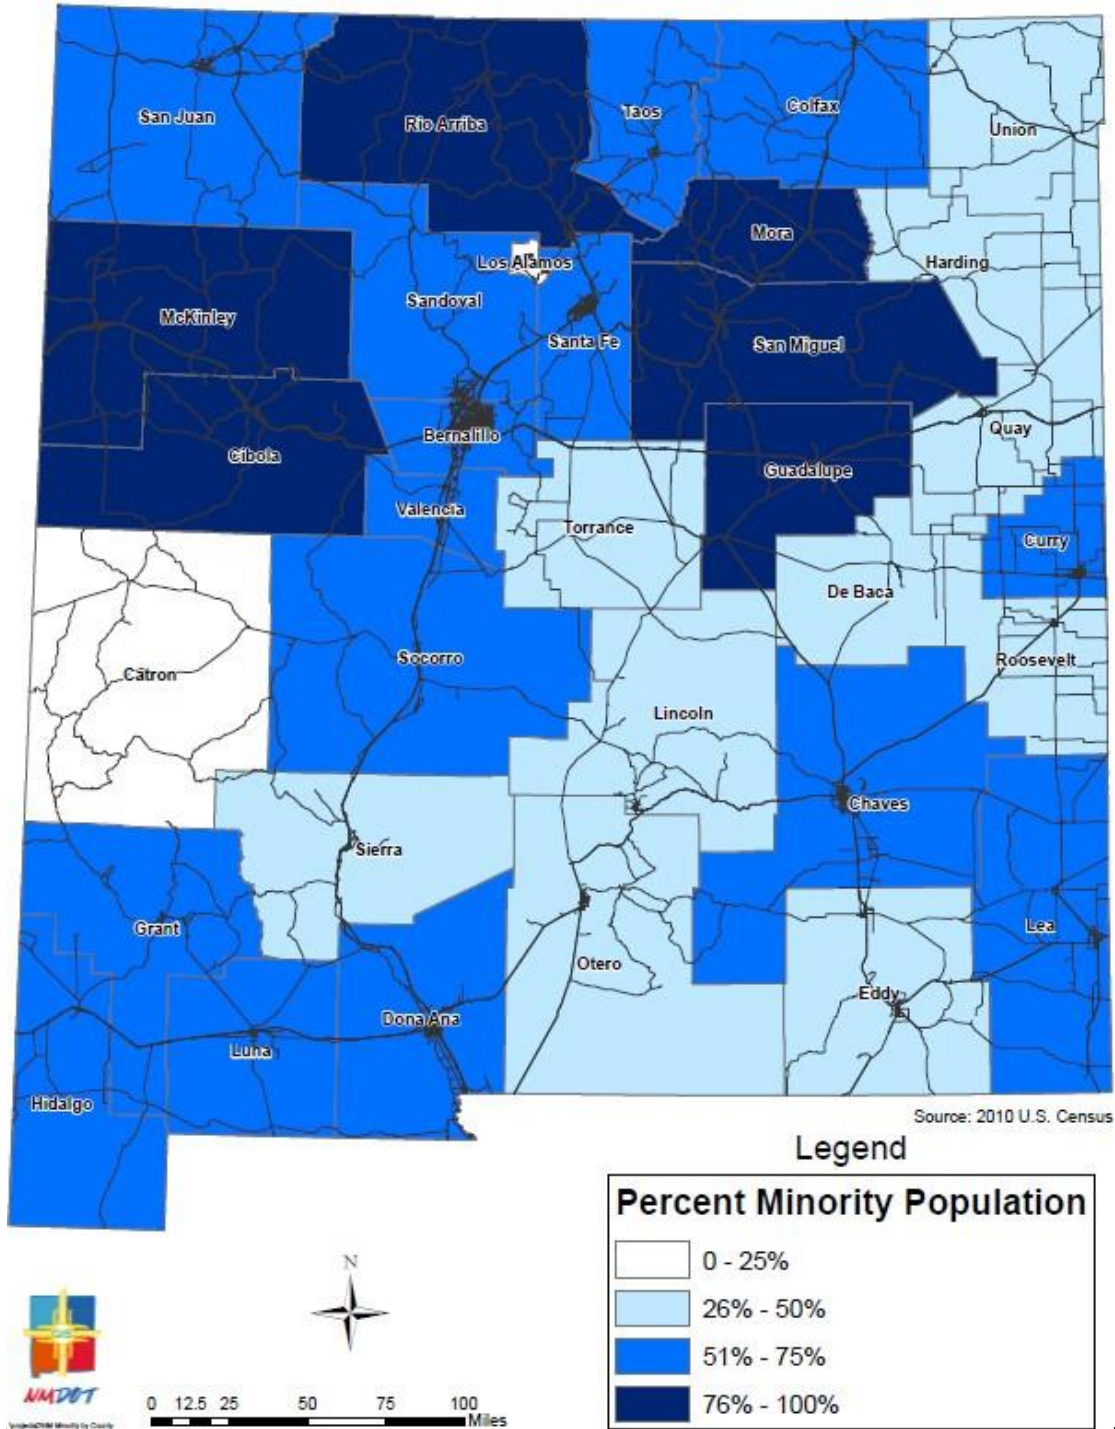 San Juan
Rio Arriba
Taos
Colfax
Union
Mora
Harding
Los Alamos
Sandoval
McKinley
Santa Fe
San Miguel
Quay
Bernalillo
Cibola
Guadalupe
Valencia
Torrance
Curry
De Baca
Socorro
Roosevelt
Catron
Lincoln
Chaves
Sierra
Grant
Lea
Otero
Eddy
Dona Ana
Luna
Hidalgo
Source: 2010 U.S. Census
Legend
Percent Minority Population
0 - 25%
26% - 50%
51% - 75%
76% - 100%
N
GIS
NMDOT
0 12.5 25 50 75 100
Miles